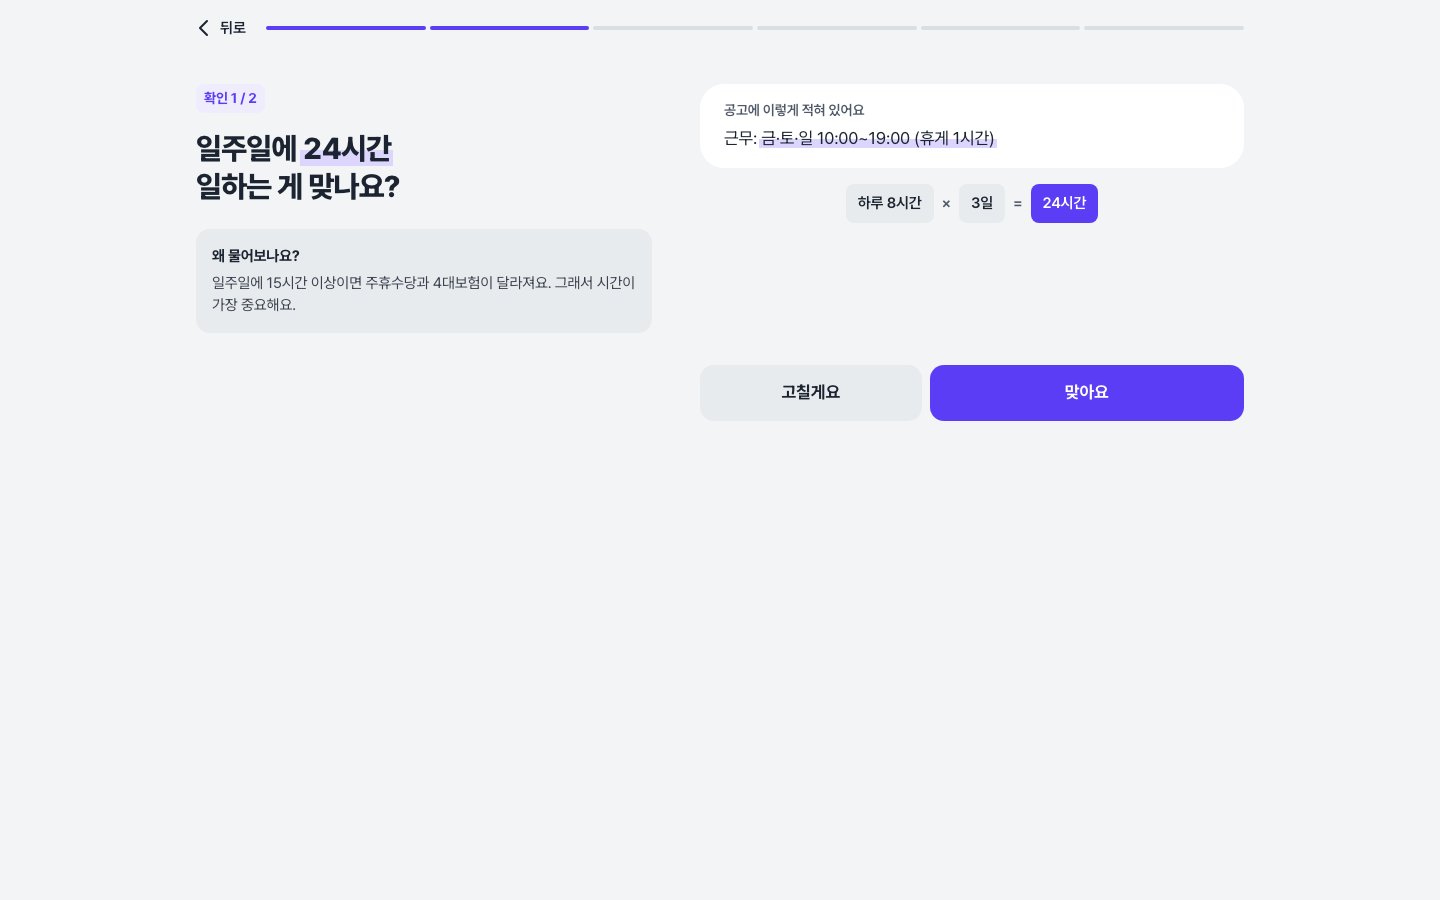 뒤로
확인 1 / 2
일주일에 24시간
일하는 게 맞나요?
왜 물어보나요?
일주일에 15시간 이상이면 주휴수당과 4대보험이 달라져요. 그래서 시간이
가장 중요해요.
공고에 이렇게 적혀 있어요
근무: 금·토·일 10:00~19:00 (휴게 1시간)
하루 8시간 × 3일 = 24시간
고칠게요 맞아요